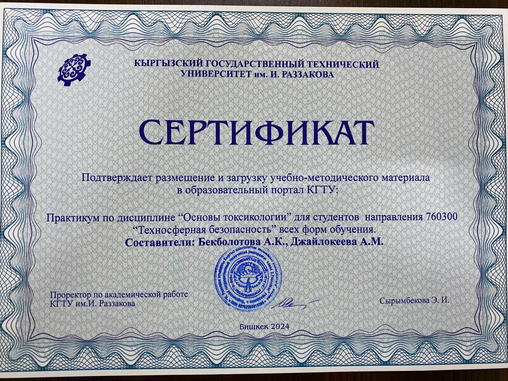 КЫРГЫЗСКИЙ ГОСУДАРСТВЕННЫЙ ТЕХНИЧЕСКИЙ
УНИВЕРСИТЕТ им. И. РАЗЗАКОВА
СЕРТИФИКАТ
Подтверждает размещение и загрузку учебно-методического материала
в образовательный портал КГТУ:
Практикум по дисциплине “Основы токсикологии” для студентов направления 760300
“Техносферная безопасность” всех форм обучения.
Составители: Бекболотова А.К., Джайлокеева А.М.
Проректор по академической работе
КГТУ им.И. Раззакова
Сырымбекова Э. И.
Бишкек 2024